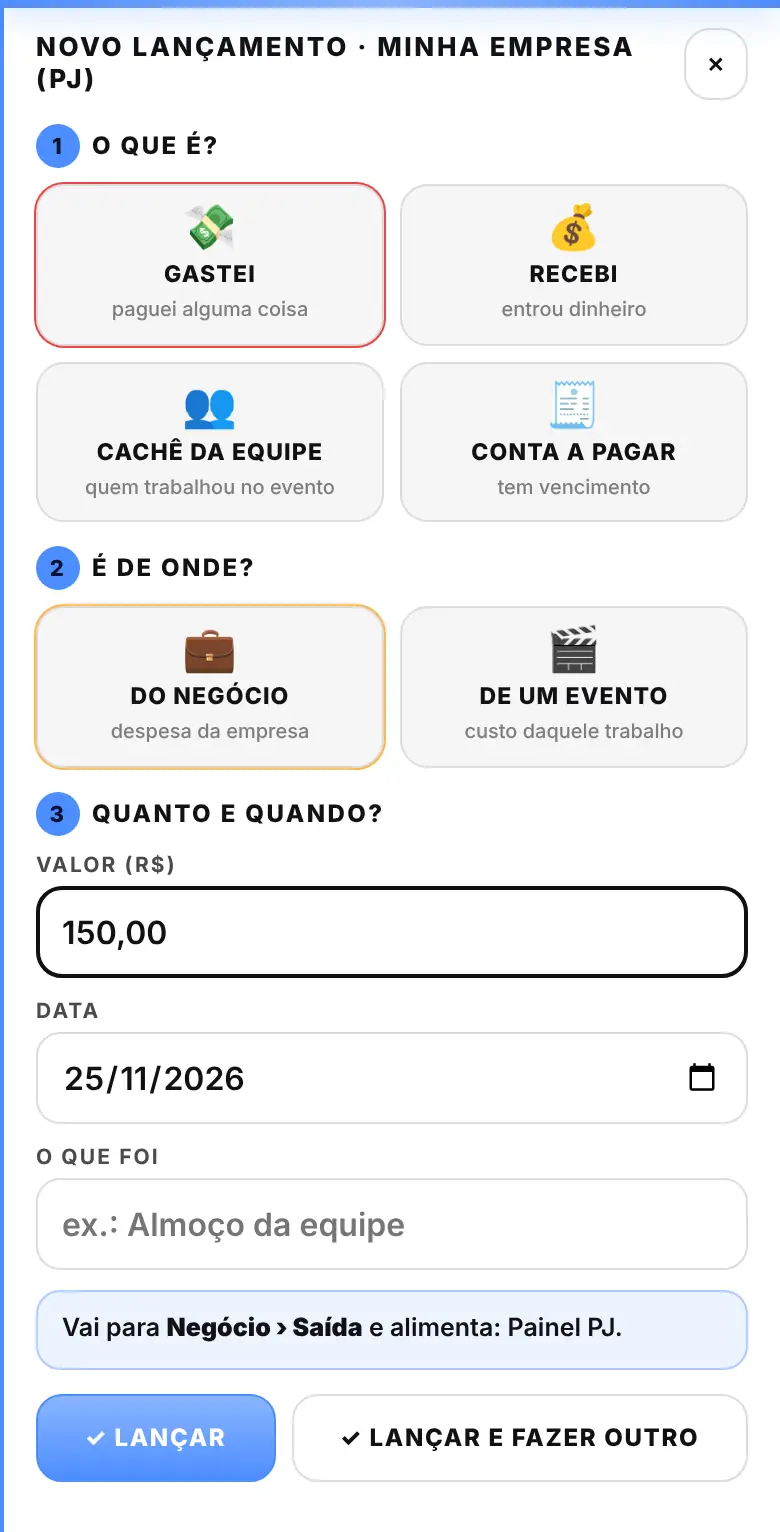 NOVO LANÇAMENTO · MINHA EMPRESA
(PJ)
×
1 O QUE É?
GASTEI
paguei alguma coisa
RECEBI
entrou dinheiro
CACHÊ DA EQUIPE
quem trabalhou no evento
CONTA A PAGAR
tem vencimento
2 É DE ONDE?
DO NEGÓCIO
despesa da empresa
DE UM EVENTO
custo daquele trabalho
3 QUANTO E QUANDO?
VALOR (R$)
150,00
DATA
25/11/2026
O QUE FOI
ex.: Almoço da equipe
Vai para Negócio › Saída e alimenta: Painel PJ.
✓ LANÇAR
✓ LANÇAR E FAZER OUTRO